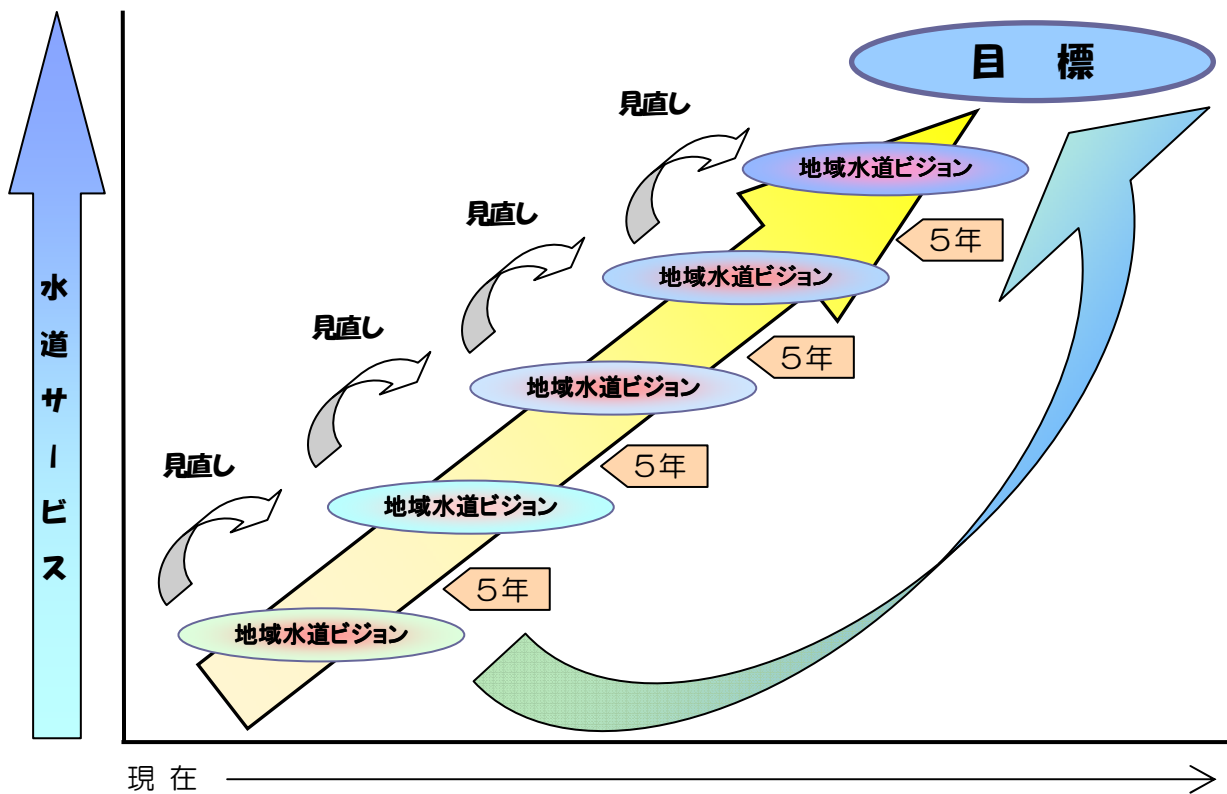 目　標
見直し
地域水道ビジョン
見直し
５年
地域水道ビジョン
見直し
５年
地域水道ビジョン
見直し
５年
地域水道ビジョン
５年
地域水道ビジョン
水道サービス
現 在